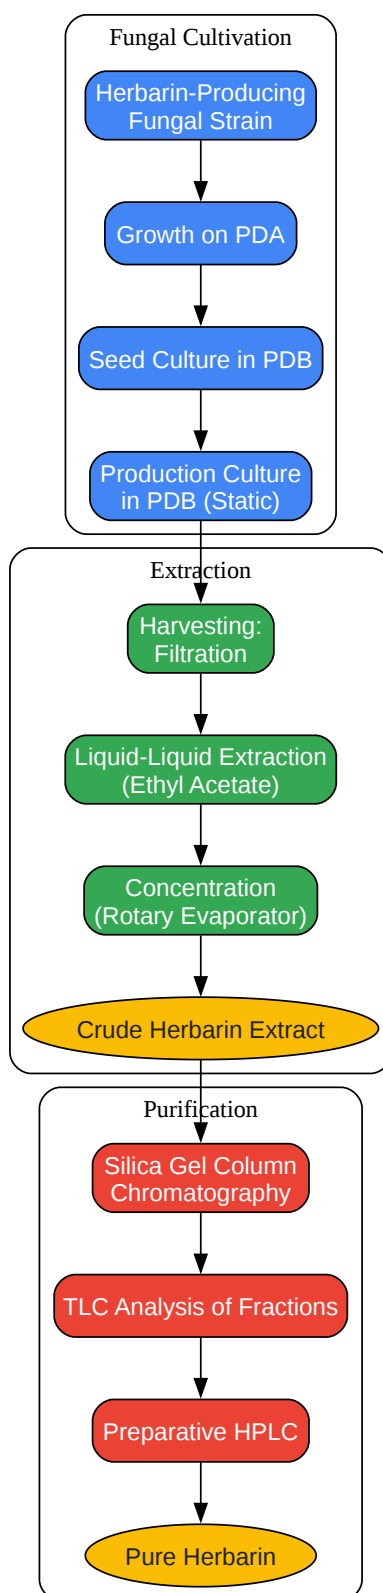 Fungal Cultivation
Herbarin-Producing
Fungal Strain
Growth on PDA
Seed Culture in PDB
Production Culture
in PDB (Static)
Extraction
Harvesting:
Filtration
Liquid-Liquid Extraction
(Ethyl Acetate)
Concentration
(Rotary Evaporator)
Crude Herbarin Extract
Purification
Silica Gel Column
Chromatography
TLC Analysis of Fractions
Preparative HPLC
Pure Herbarin